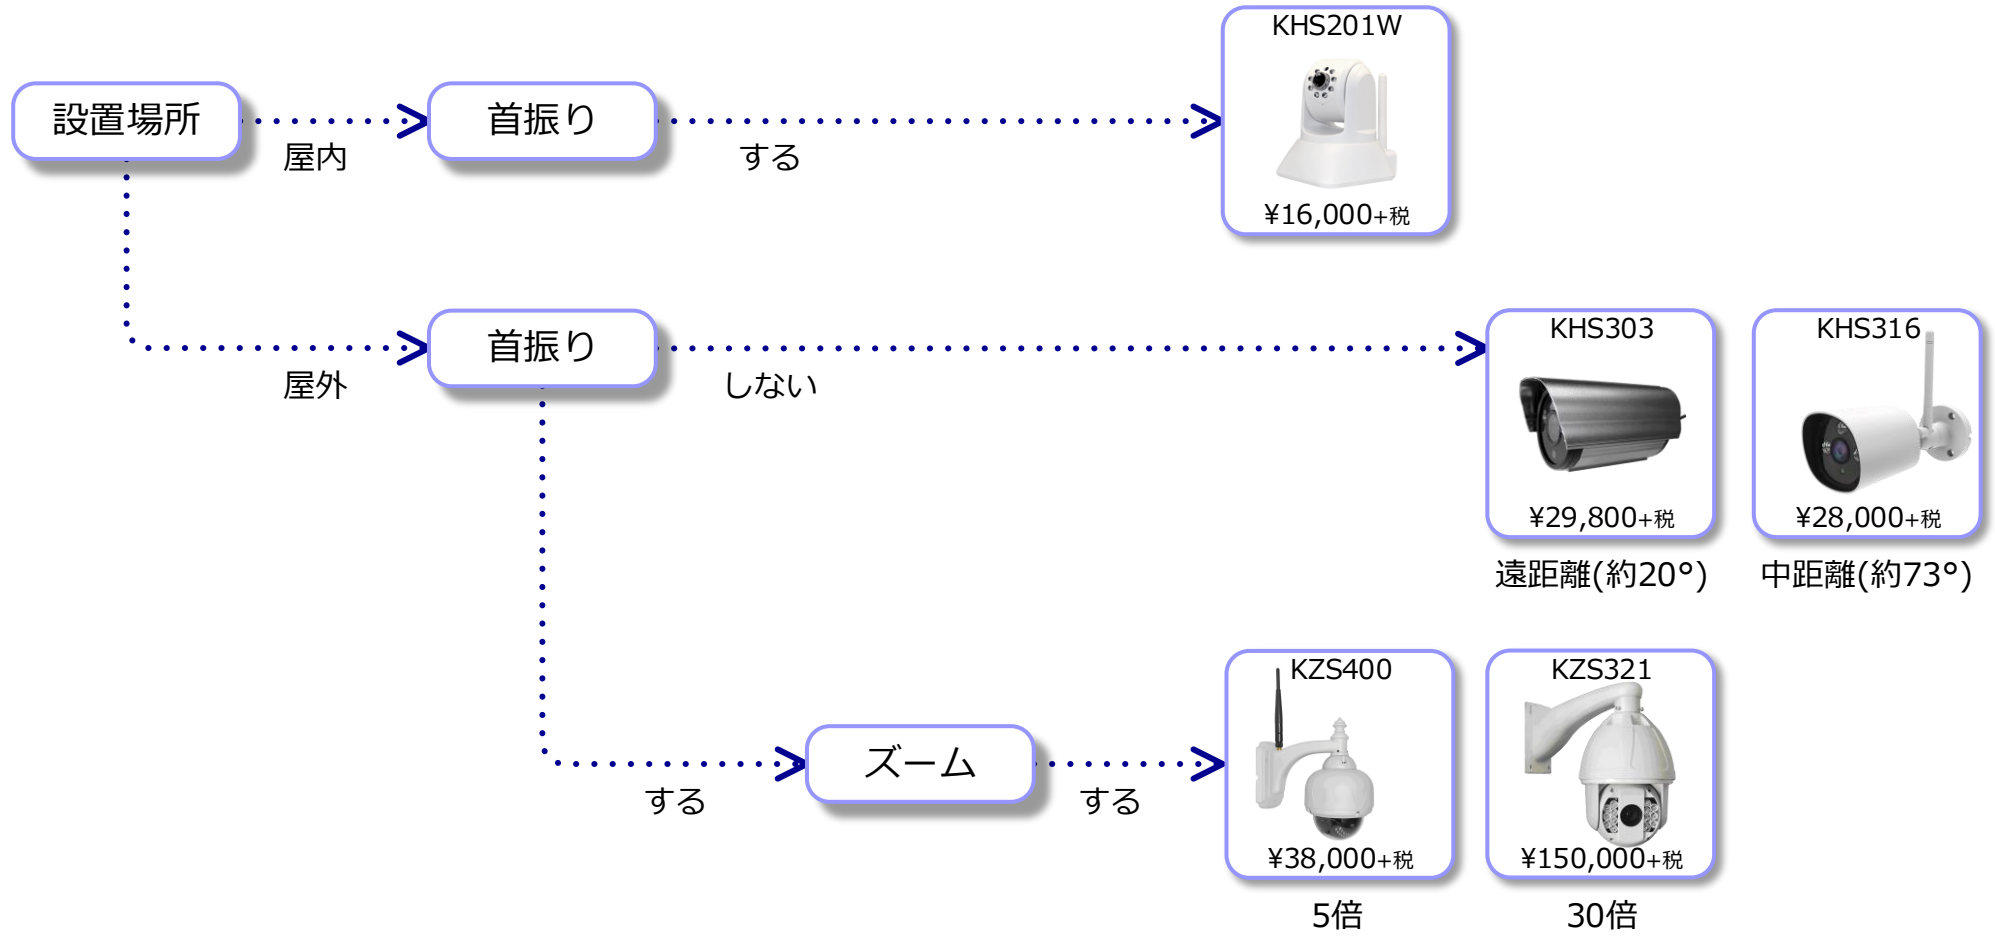 KHS201W
設置場所
首振り
屋内
する
¥16,000+税
首振り
屋外
しない
KHS303
KHS316
¥29,800+税
¥28,000+税
遠距離(約20°)
中距離(約73°)
KZS400
KZS321
ズーム
する
する
¥38,000+税
¥150,000+税
5倍
30倍